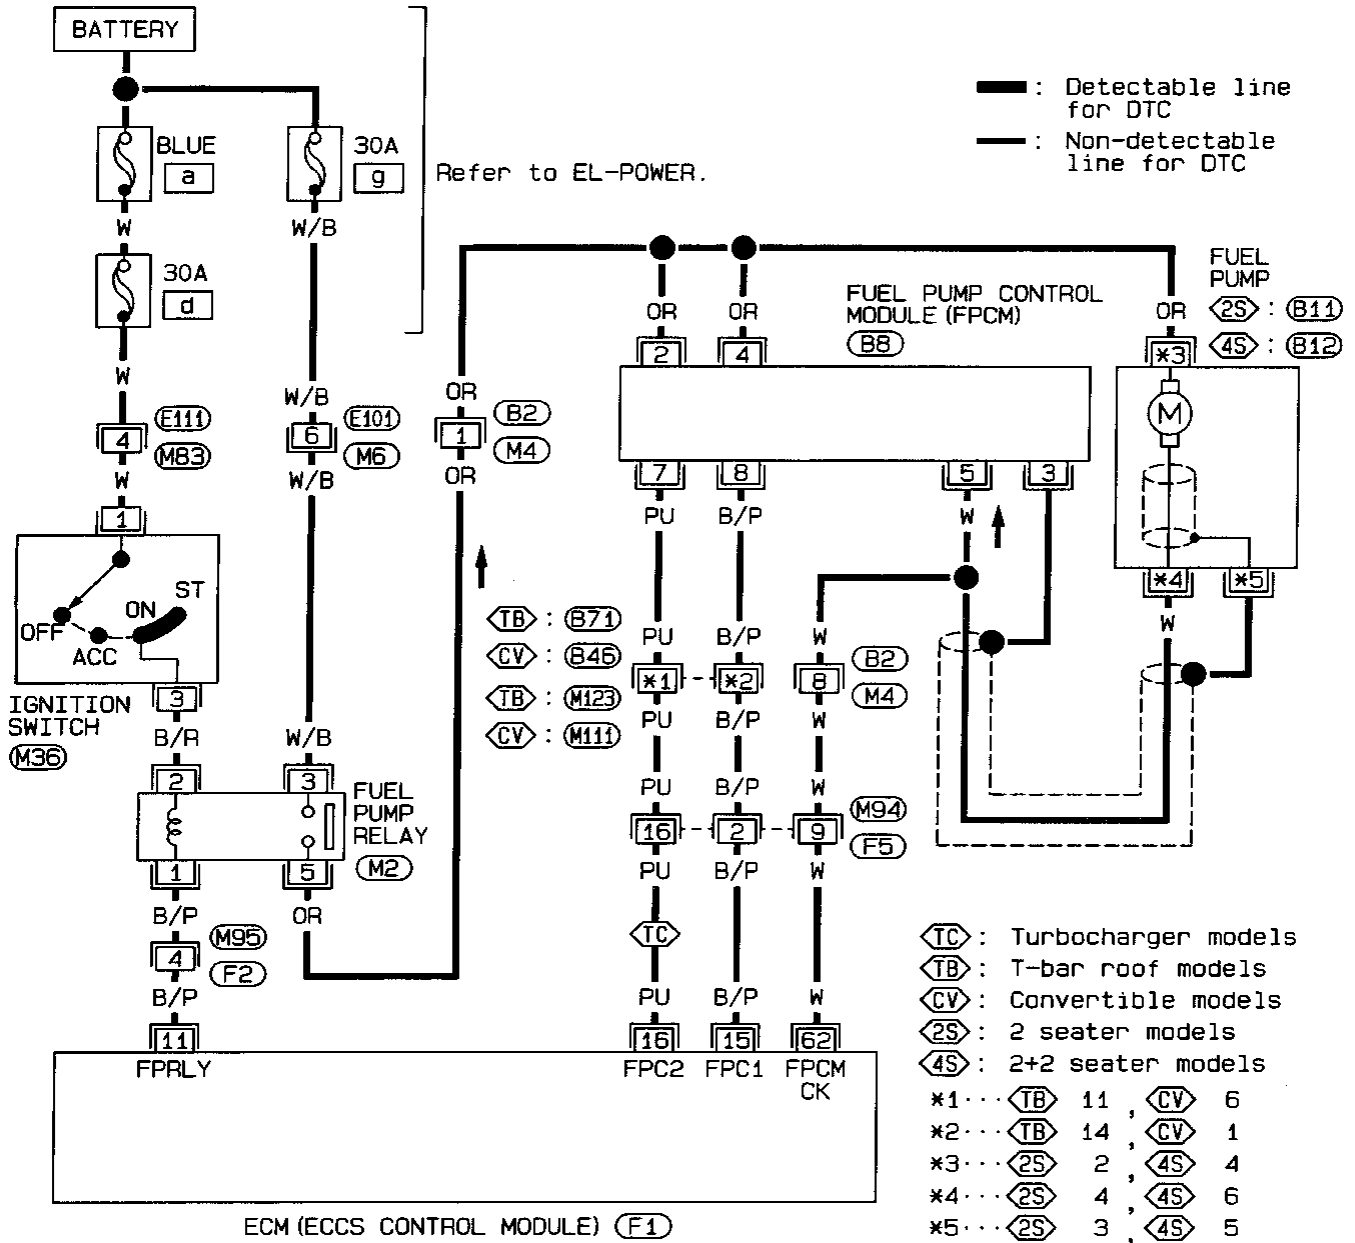 BATTERY
BLUE
a
30A
g
Refer to EL-POWER.
: Detectable line
for DTC
: Non-detectable
line for DTC
W
W/B
30A
d
W
W/B
4
E111
M83
6
E101
M6
OR
1
B2
M4
OR
W
W/B
OR
OR
OR
FUEL PUMP CONTROL
MODULE (FPCM)
B8
FUEL
PUMP
2S : B11
4S : B12
2
4
*3
M
7
8
5
3
*4
*5
PU
B/P
W
W
1
OFF
ACC
ON
ST
IGNITION
SWITCH
M36
3
B/R
W/B
TB : B71
CV : B46
TB : M123
CV : M111
PU
B/P
W
*1
*2
8
B2
M4
PU
B/P
W
PU
B/P
W
16
2
9
M94
F5
PU
B/P
W
2
3
FUEL
PUMP
RELAY
M2
1
5
B/P
OR
4
M95
F2
B/P
TC
PU
B/P
W
11
16
15
62
FPRLY
FPC2
FPC1
FPCM
CK
ECM (ECCS CONTROL MODULE) F1
TC : Turbocharger models
TB : T-bar roof models
CV : Convertible models
2S : 2 seater models
4S : 2+2 seater models
*1··· TB 11 , CV 6
*2··· TB 14 , CV 1
*3··· 2S 2 , 4S 4
*4··· 2S 4 , 4S 6
*5··· 2S 3 , 4S 5